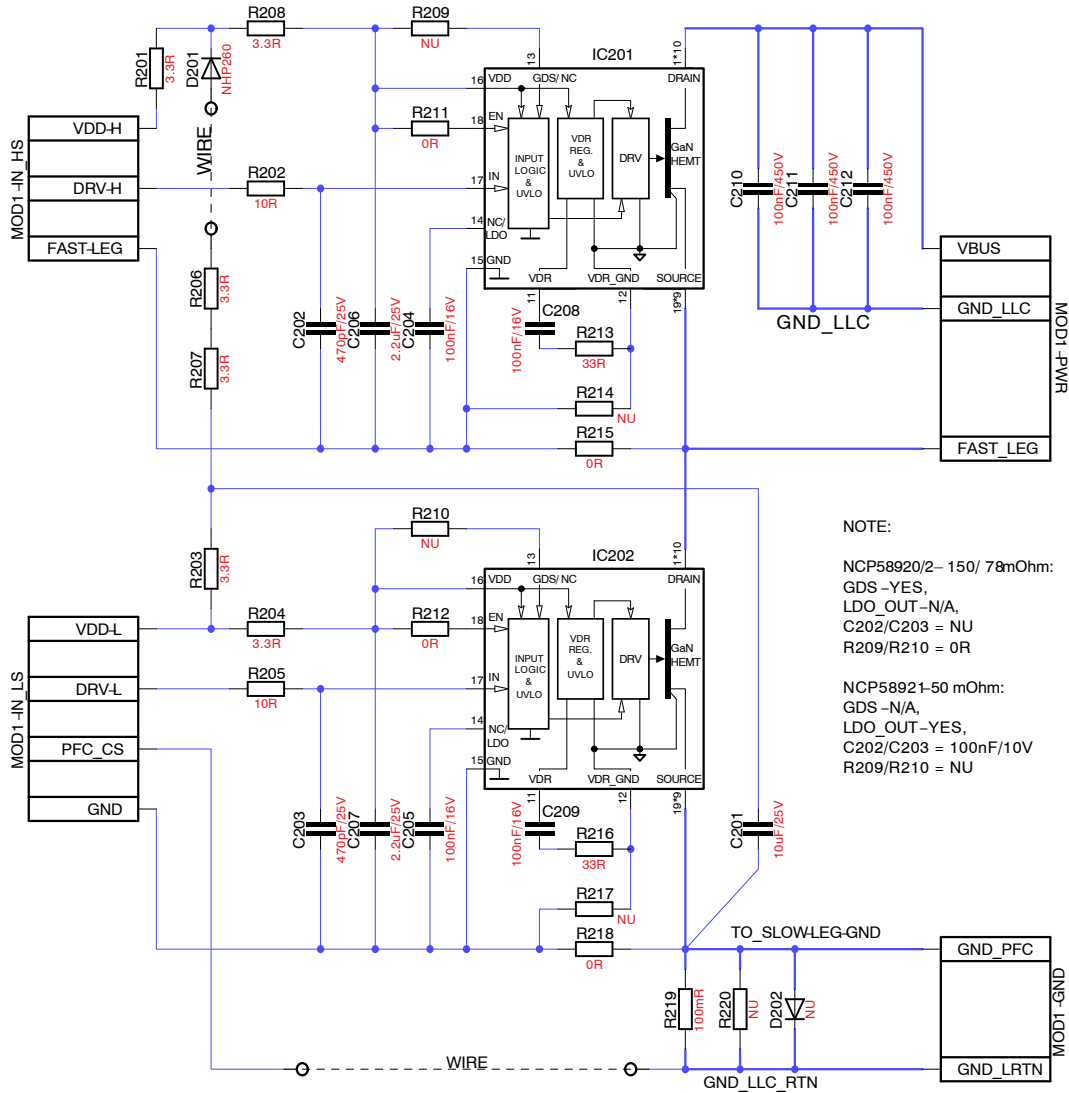 R208
3.3R
R209
NU
R201
3.3R
D201
NHP260
WIRE
IC201
13
1*10
16
VDD
GDS/ NC
DRAIN
R211
0R
18
EN
INPUT
LOGIC
&
UVLO
VDR
REG.
&
UVLO
DRV
GaN
HEMT
MOD1 -IN_HS
VDD-H
DRV-H
FAST-LEG
R202
10R
17
IN
14
NC/
LDO
15
GND
VDR
VDR_GND
SOURCE
11
12
19*9
C210
100nF/450V
C211
100nF/450V
C212
100nF/450V
GND_LLC
VBUS
GND_LLC
FAST_LEG
MOD1 -PWR
R206
3.3R
R207
3.3R
C202
470pF/25V
C206
2.2uF/25V
C204
100nF/16V
C208
100nF/16V
R213
33R
R214
NU
R215
0R
R210
NU
R203
3.3R
IC202
13
1*10
16
VDD
GDS/ NC
DRAIN
R204
3.3R
R212
0R
18
EN
INPUT
LOGIC
&
UVLO
VDR
REG.
&
UVLO
DRV
GaN
HEMT
MOD1 -IN_LS
VDD-L
DRV-L
PFC_CS
GND
R205
10R
17
IN
14
NC/
LDO
15
GND
VDR
VDR_GND
SOURCE
11
12
19*9
NOTE:
NCP58920/2– 150/ 78mOhm:
GDS –YES,
LDO_OUT–N/A,
C202/C203 = NU
R209/R210 = 0R
NCP58921-50 mOhm:
GDS –N/A,
LDO_OUT–YES,
C202/C203 = 100nF/10V
R209/R210 = NU
C203
470pF/25V
C207
2.2uF/25V
C205
100nF/16V
C209
100nF/16V
R216
33R
R217
NU
R218
0R
C201
10uF/25V
TO_SLOW-LEG-GND
R219
100mR
R220
NU
D202
NU
GND_PFC
GND_LRTN
MOD1 -GND
WIRE
GND_LLC_RTN